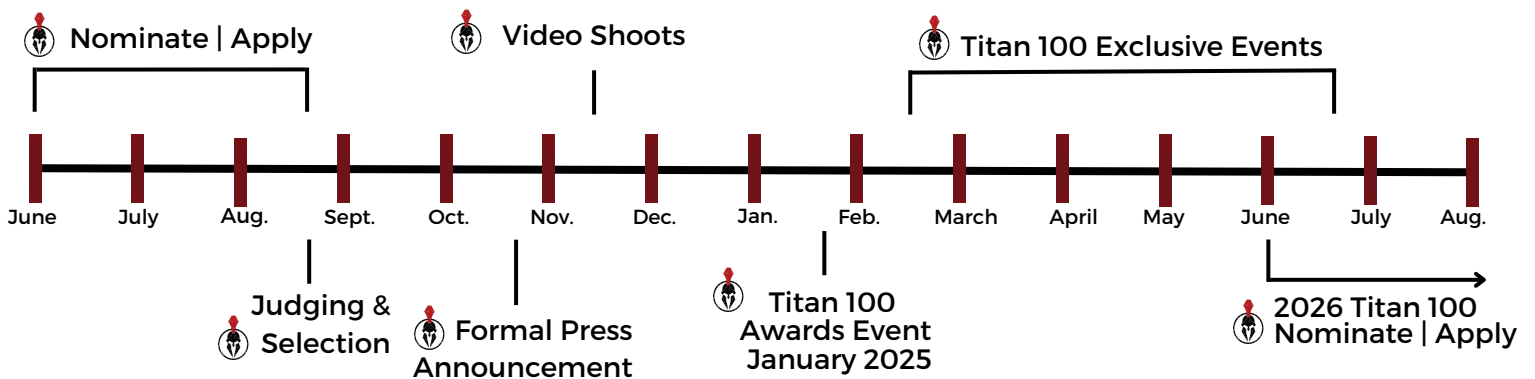 Nominate | Apply
Video Shoots
Titan 100 Exclusive Events
June
July
Aug.
Sept.
Oct.
Nov.
Dec.
Jan.
Feb.
March
April
May
June
July
Aug.
Judging &
Selection
Formal Press
Announcement
Titan 100
Awards Event
January 2025
2026 Titan 100
Nominate | Apply